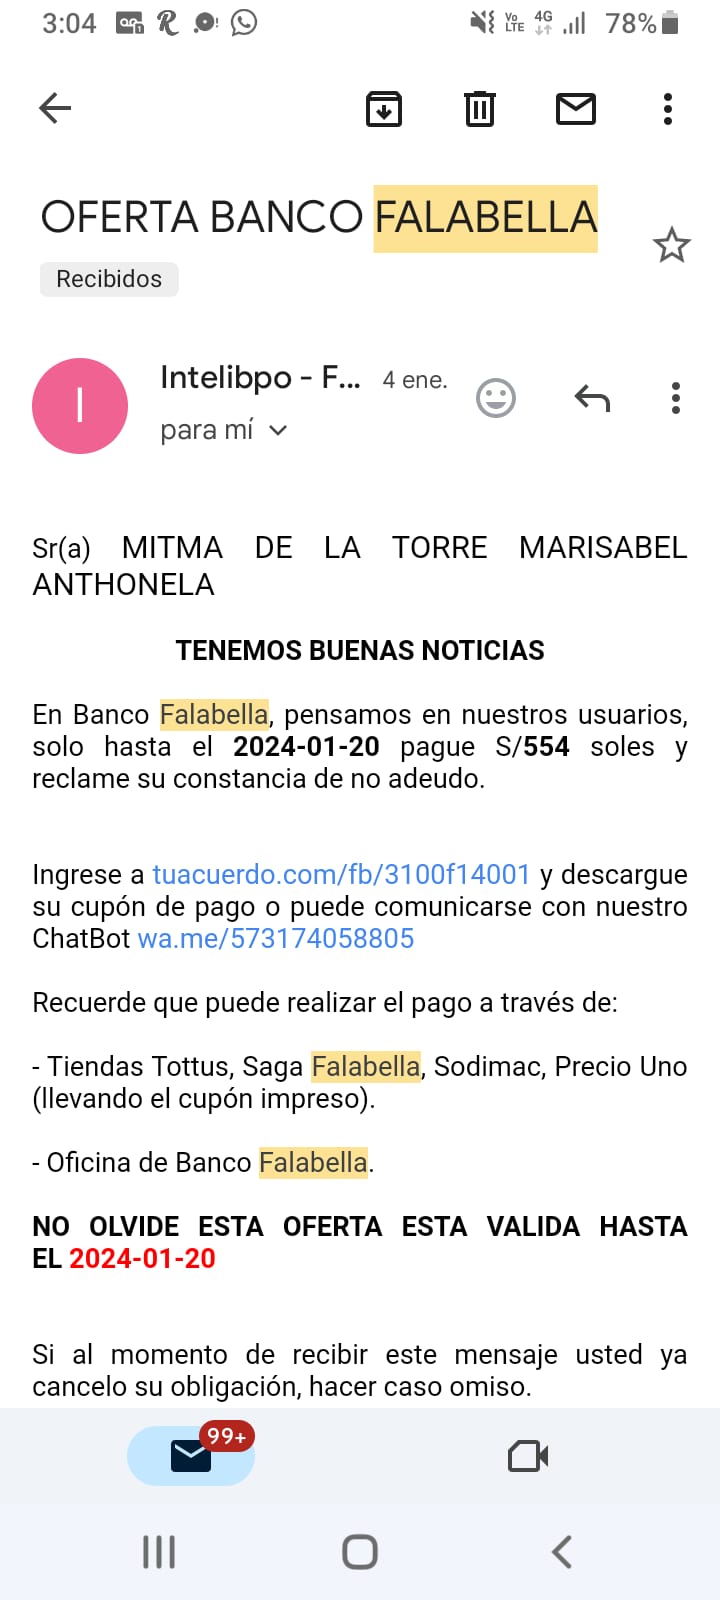 3:04
Vo
LTE
4G
78%
OFERTA BANCO FALABELLA
Recibidos
I
Intelibpo - F... 4 ene.
para mí
Sr(a) MITMA DE LA TORRE MARISABEL
ANTHONELA
TENEMOS BUENAS NOTICIAS
En Banco Falabella, pensamos en nuestros usuarios,
solo hasta el 2024-01-20 pague S/554 soles y
reclame su constancia de no adeudo.
Ingrese a tuacuerdo.com/fb/3100f14001 y descargue
su cupón de pago o puede comunicarse con nuestro
ChatBot wa.me/573174058805
Recuerde que puede realizar el pago a través de:
- Tiendas Tottus, Saga Falabella, Sodimac, Precio Uno
(llevando el cupón impreso).
- Oficina de Banco Falabella.
NO OLVIDE ESTA OFERTA ESTA VALIDA HASTA
EL 2024-01-20
Si al momento de recibir este mensaje usted ya
cancelo su obligación, hacer caso omiso.
99+